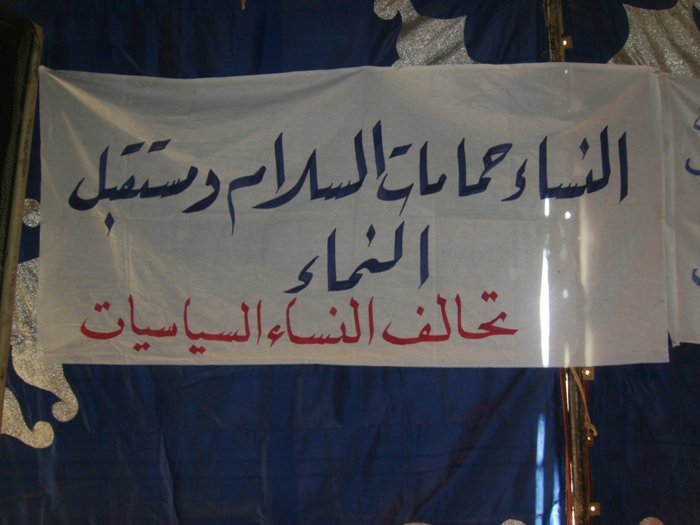 النساء حمامات السلام ومستقبل
النماء
تحالف النساء السياسيات